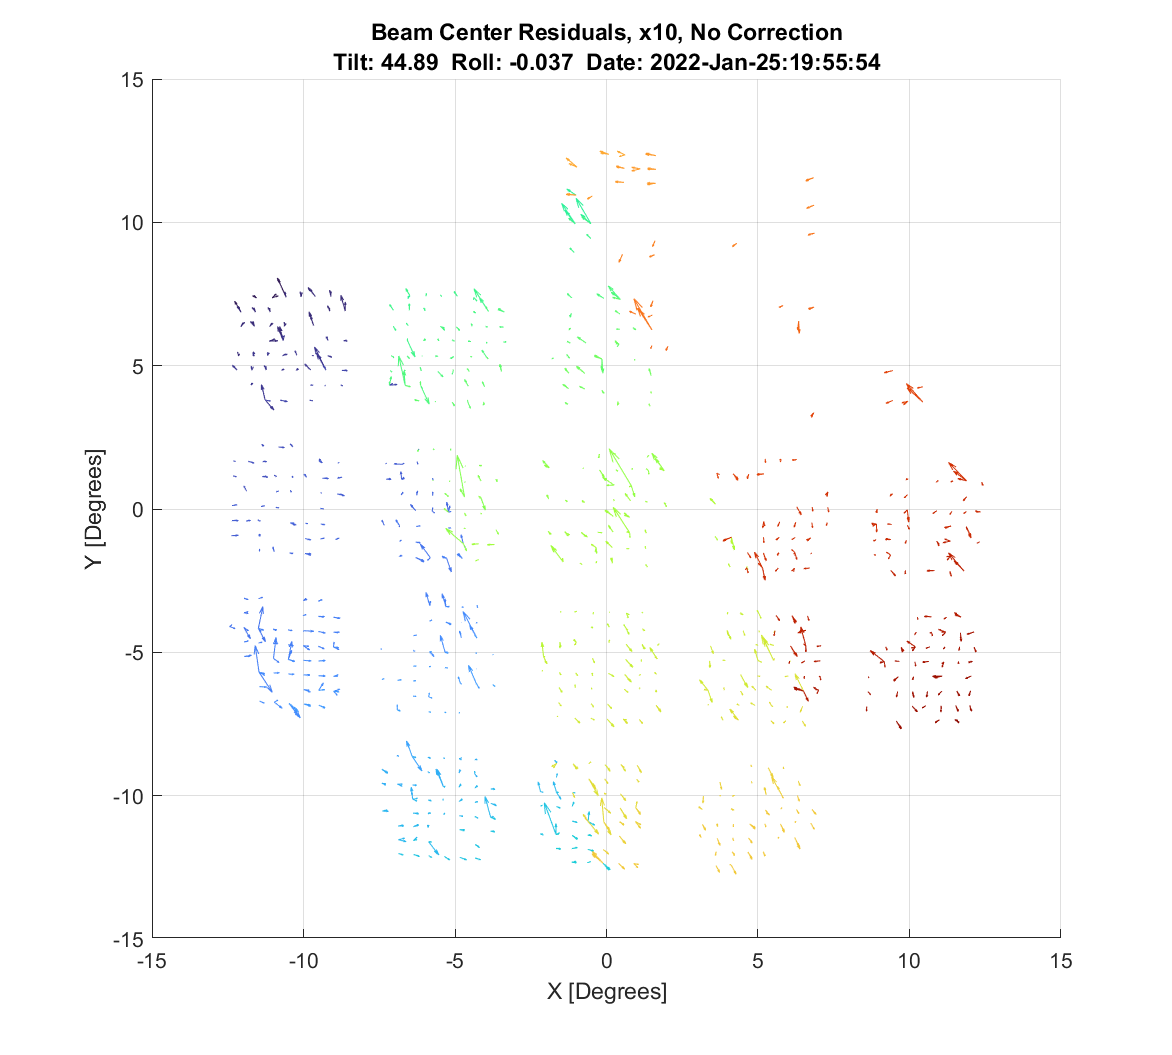 Beam Center Residuals, x10, No Correction
Tilt: 44.89 Roll: -0.037 Date: 2022-Jan-25:19:55:54
15
10
5
0
-5
-10
-15
Y [Degrees]
-15 -10 -5 0 5 10 15
X [Degrees]